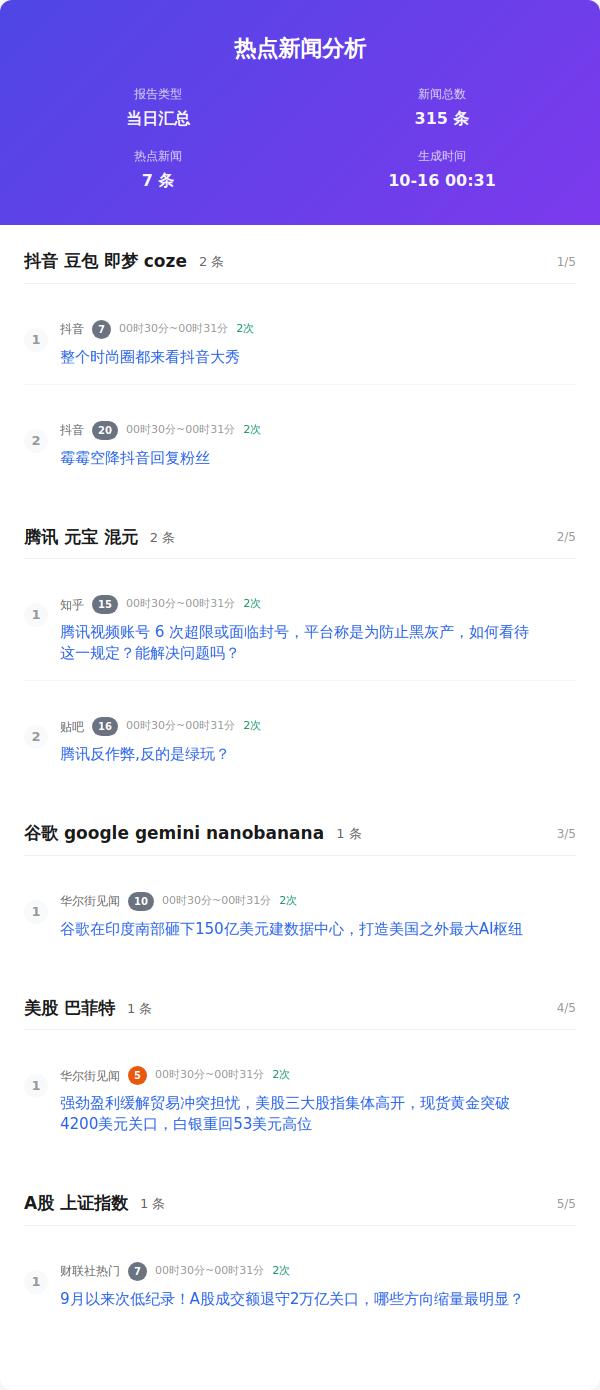 热点新闻分析
报告类型
新闻总数
当日汇总
315 条
热点新闻
生成时间
7 条
10-16 00:31
抖音 豆包 即梦 coze 2 条 1/5
1 抖音 7 00时30分~00时31分 2次
整个时尚圈都来看抖音大秀
2 抖音 20 00时30分~00时31分 2次
霉霉空降抖音回复粉丝
腾讯 元宝 混元 2 条 2/5
1 知乎 15 00时30分~00时31分 2次
腾讯视频账号 6 次超限或面临封号，平台称是为防止黑灰产，如何看待
这一规定？能解决问题吗？
2 贴吧 16 00时30分~00时31分 2次
腾讯反作弊,反的是绿玩？
谷歌 google gemini nanobanana 1 条 3/5
1 华尔街见闻 10 00时30分~00时31分 2次
谷歌在印度南部砸下150亿美元建数据中心，打造美国之外最大AI枢纽
美股 巴菲特 1 条 4/5
1 华尔街见闻 5 00时30分~00时31分 2次
强劲盈利缓解贸易冲突担忧，美股三大股指集体高开，现货黄金突破
4200美元关口，白银重回53美元高位
A股 上证指数 1 条 5/5
1 财联社热门 7 00时30分~00时31分 2次
9月以来次低纪录！A股成交额退守2万亿关口，哪些方向缩量最明显？